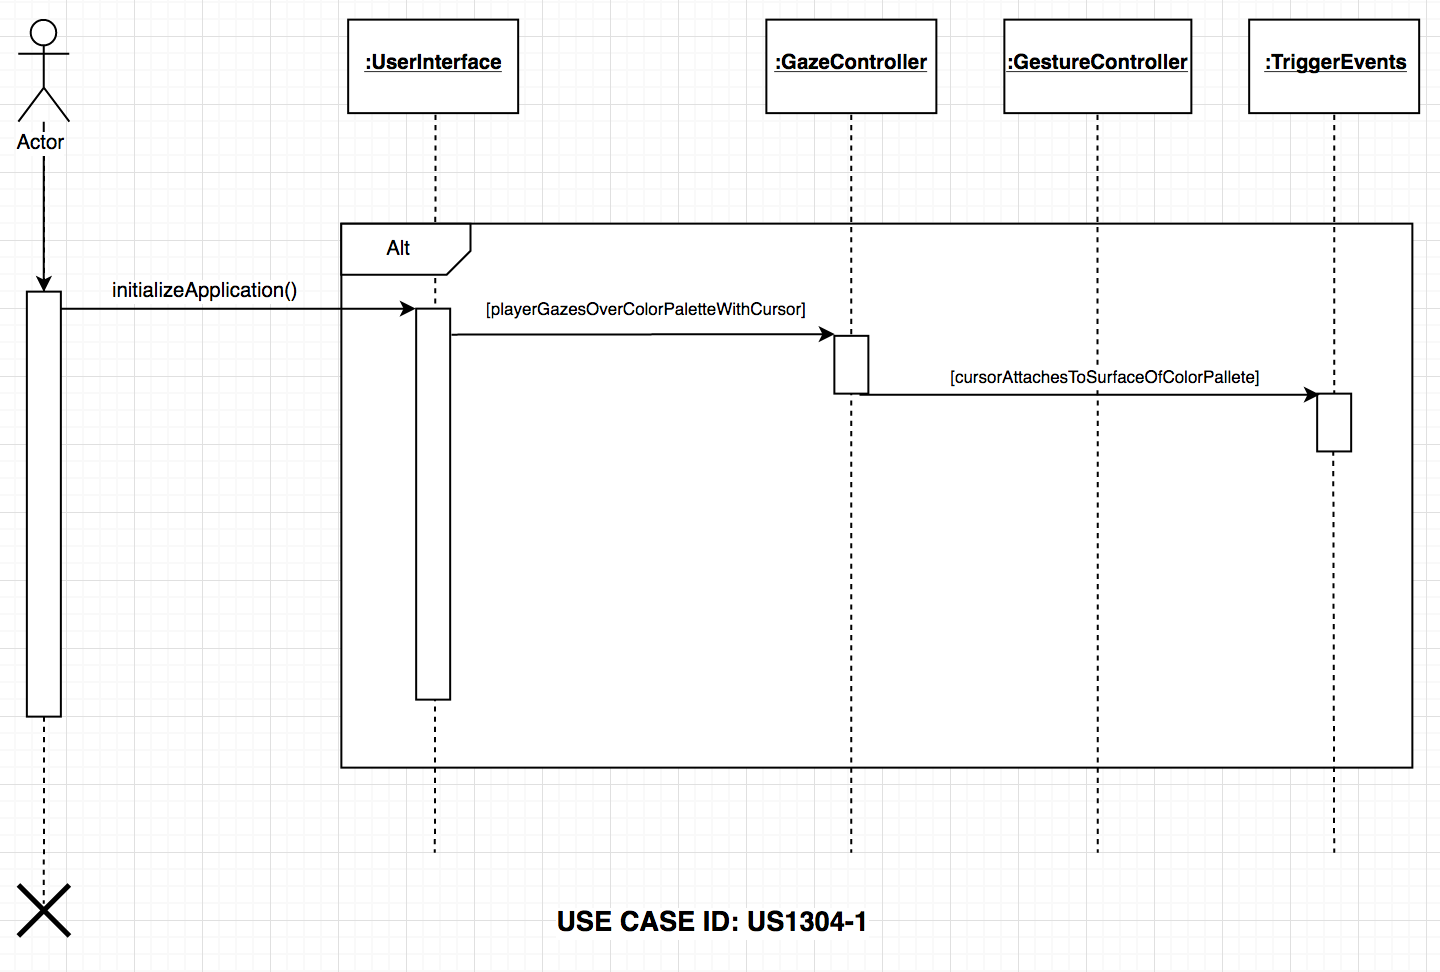 :UserInterface
:GazeController
:GestureController
:TriggerEvents
Actor
Alt
initializeApplication()
[playerGazesOverColorPaletteWithCursor]
[cursorAttachesToSurfaceOfColorPallete]
USE CASE ID: US1304-1